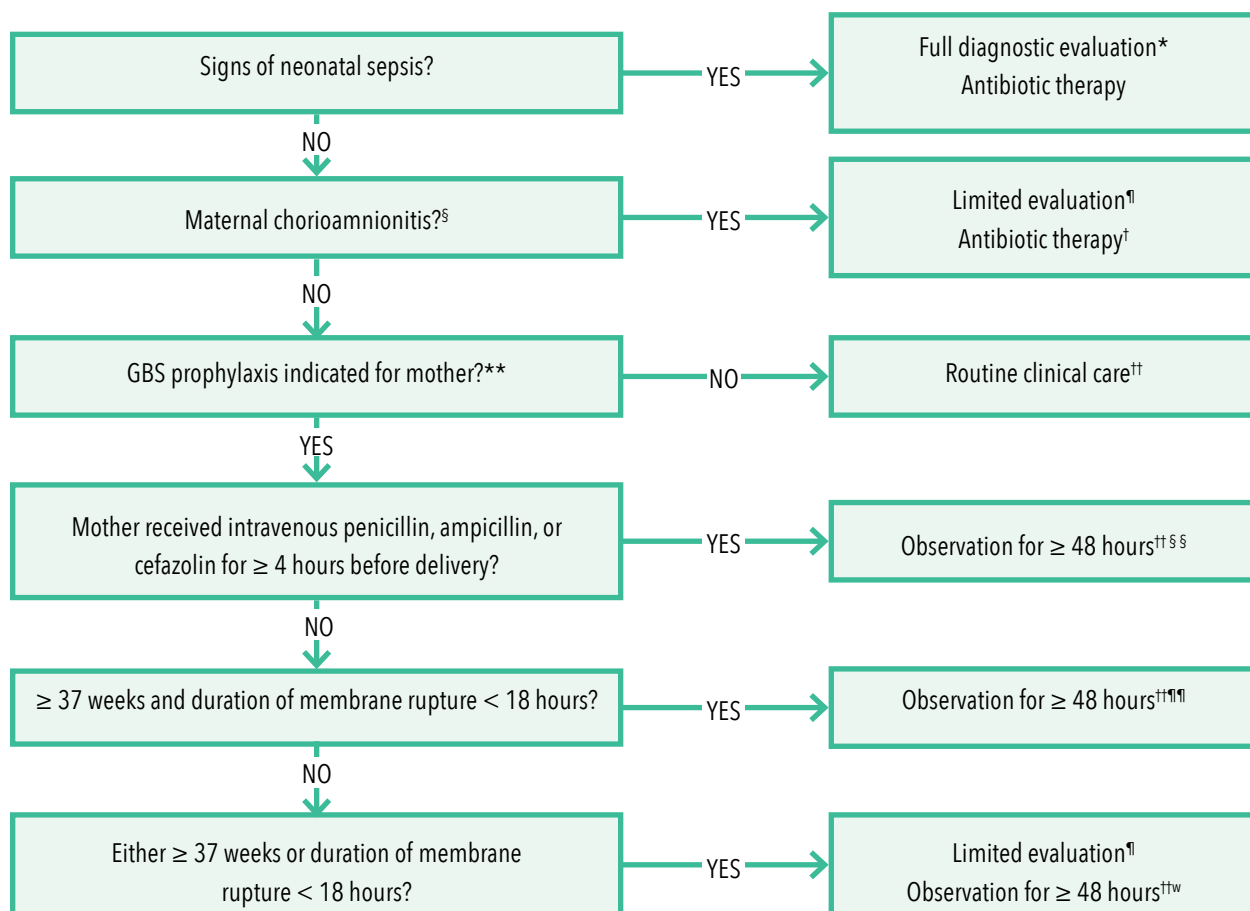 Signs of neonatal sepsis?
YES
Full diagnostic evaluation*
Antibiotic therapy
NO
Maternal chorioamnionitis?§
YES
Limited evaluation¶
Antibiotic therapy†
NO
GBS prophylaxis indicated for mother?**
NO
Routine clinical care††
YES
Mother received intravenous penicillin, ampicillin, or
cefazolin for ≥ 4 hours before delivery?
YES
Observation for ≥ 48 hours††§§
NO
≥ 37 weeks and duration of membrane rupture < 18 hours?
YES
Observation for ≥ 48 hours††¶¶
NO
Either ≥ 37 weeks or duration of membrane
rupture < 18 hours?
YES
Limited evaluation¶
Observation for ≥ 48 hours††w